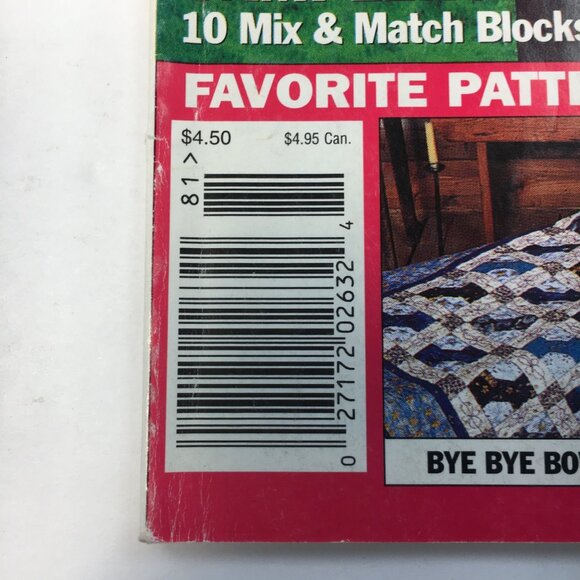 10 Mix & Match Blocks
FAVORITE PATT
$4.50 $4.95 Can.
81 >
0 27172 02632 4
BYE BYE BO